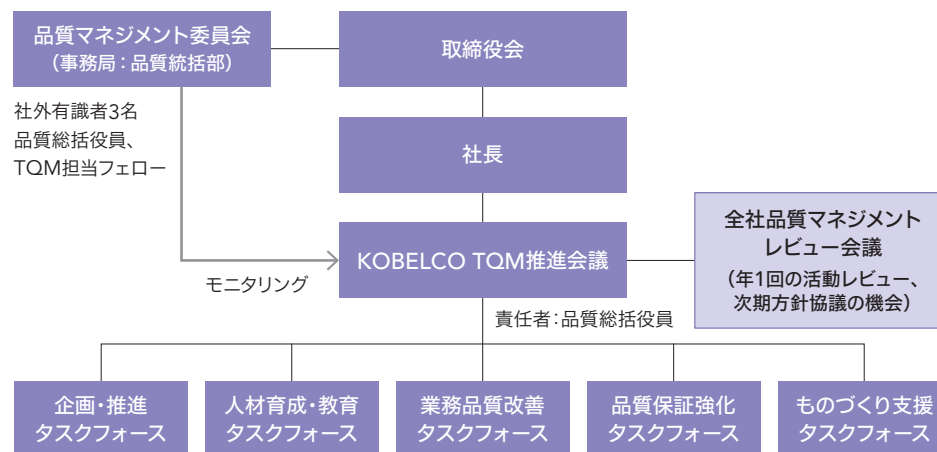 品質マネジメント委員会
（事務局：品質統括部）
取締役会
社外有識者3名
品質総括役員、
TQM担当フェロー
社長
KOBELCO TQM推進会議
モニタリング
全社品質マネジメント
レビュー会議
（年1回の活動レビュー、
次期方針協議の機会）
責任者：品質総括役員
企画・推進
タスクフォース
人材育成・教育
タスクフォース
業務品質改善
タスクフォース
品質保証強化
タスクフォース
ものづくり支援
タスクフォース